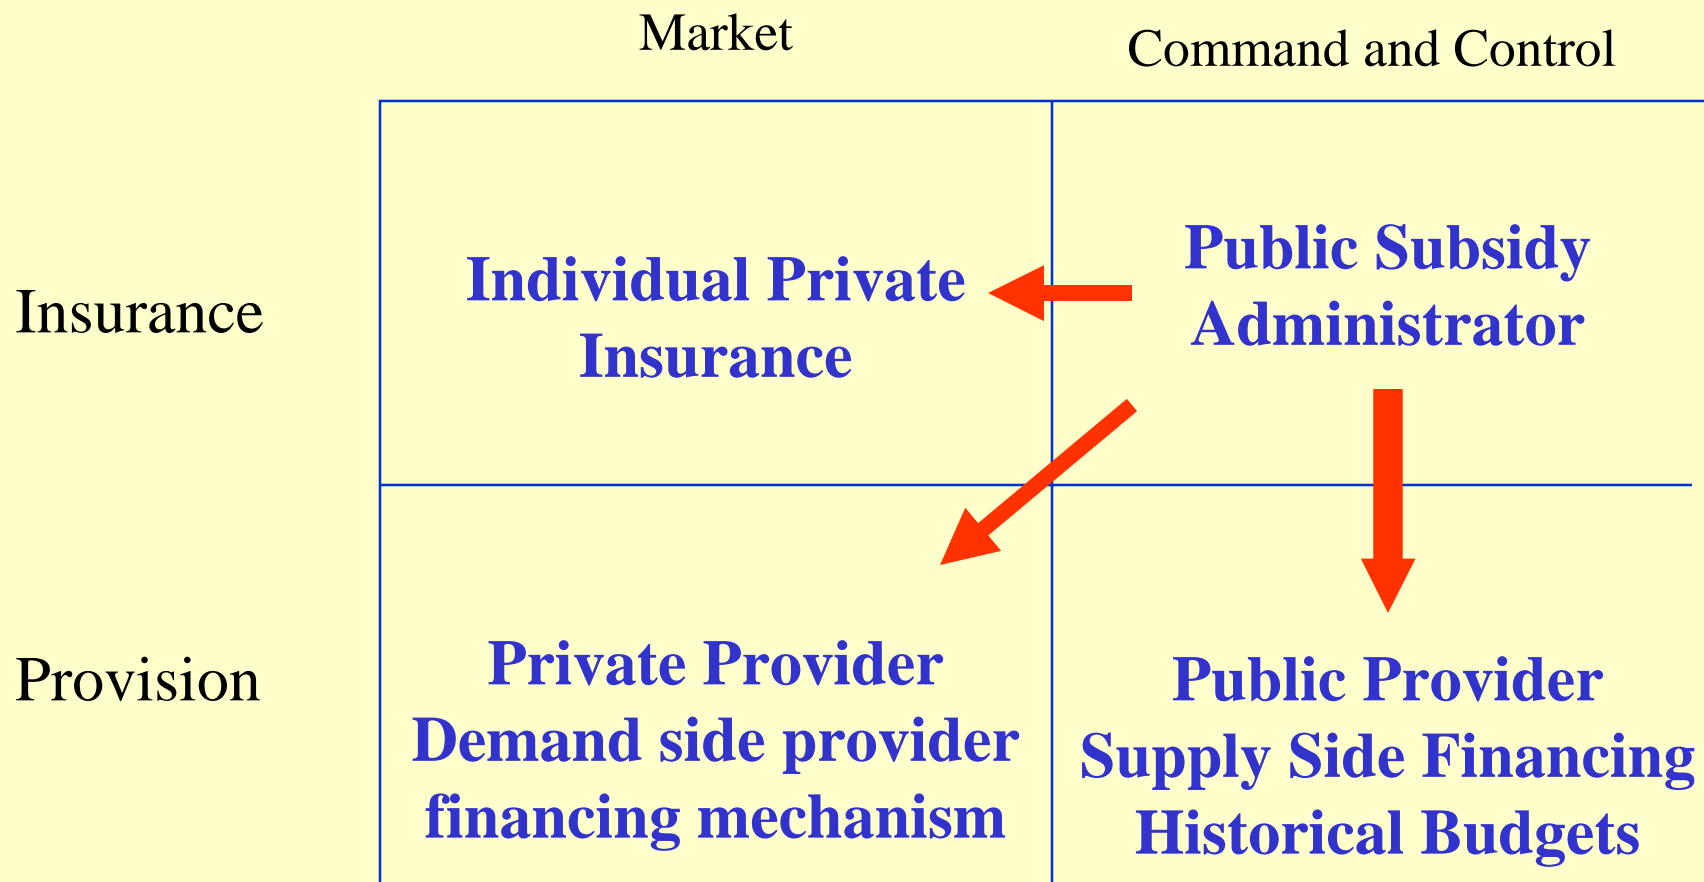 Market
Command and Control
Insurance
Individual Private
Insurance
Public Subsidy
Administrator
Provision
Private Provider
Demand side provider
financing mechanism
Public Provider
Supply Side Financing
Historical Budgets